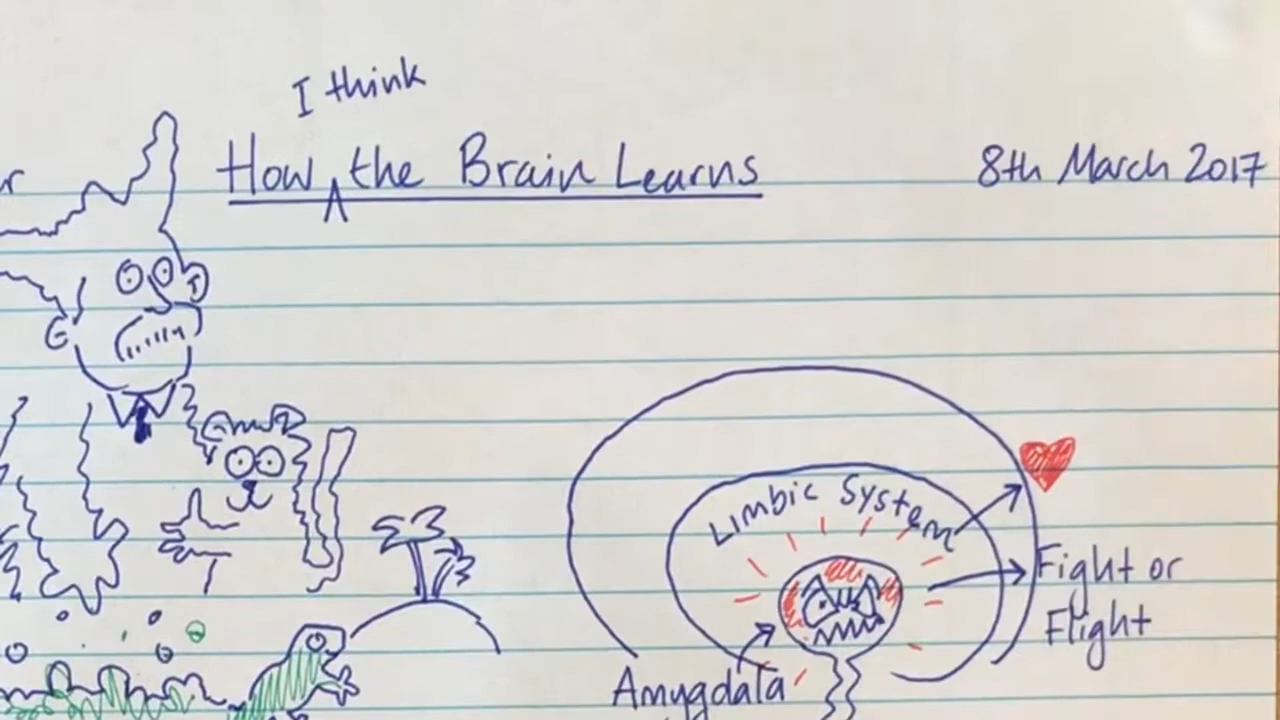 I think
How ^ the Brain Learns
8th March 2017
Limbic System
Fight or
Flight
Amygdala